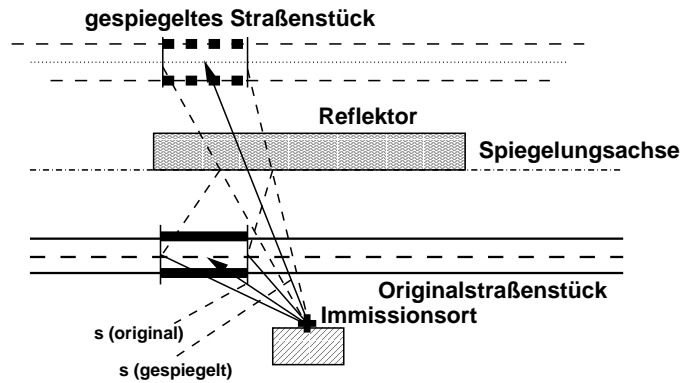 gespiegeltes Straßenstück
Reflektor
Spiegelungsachse
Originalstraßenstück
Immissionsort
s (original)
s (gespiegelt)